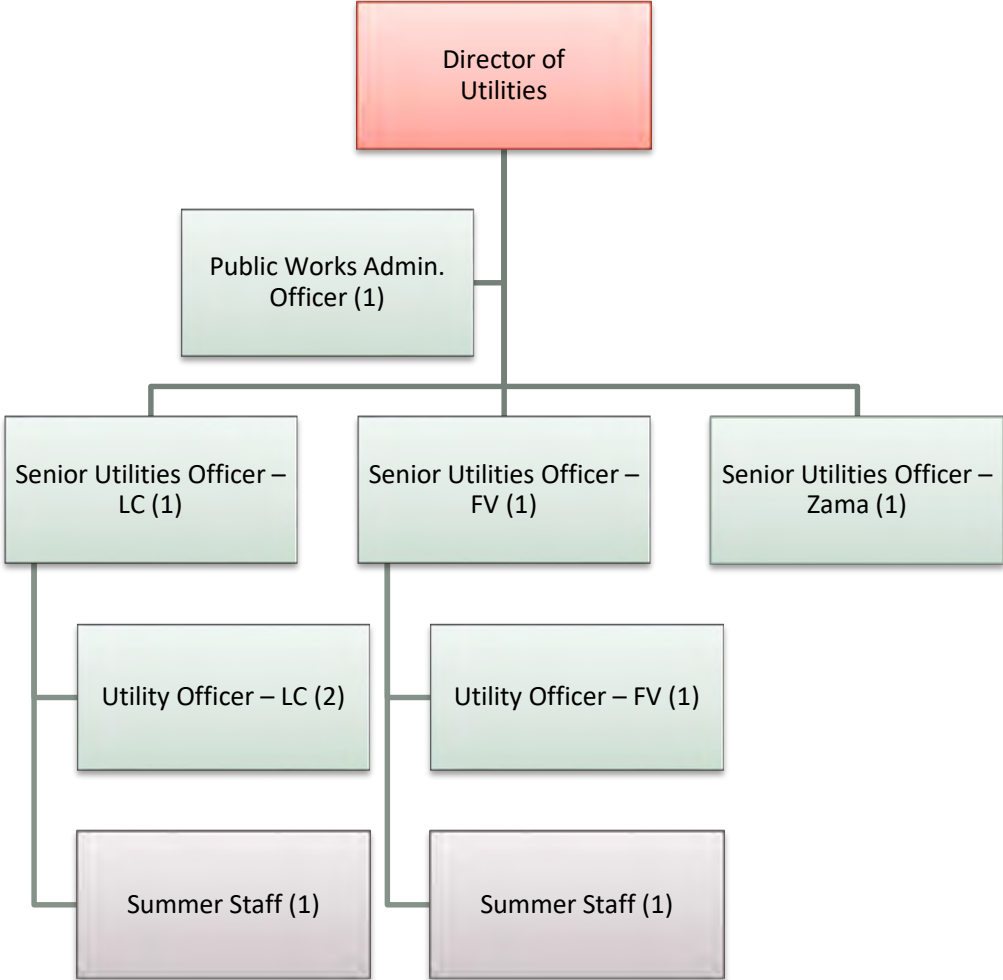 Director of
Utilities
Public Works Admin.
Officer (1)
Senior Utilities Officer –
LC (1)
Senior Utilities Officer –
FV (1)
Senior Utilities Officer –
Zama (1)
Utility Officer – LC (2)
Utility Officer – FV (1)
Summer Staff (1)
Summer Staff (1)